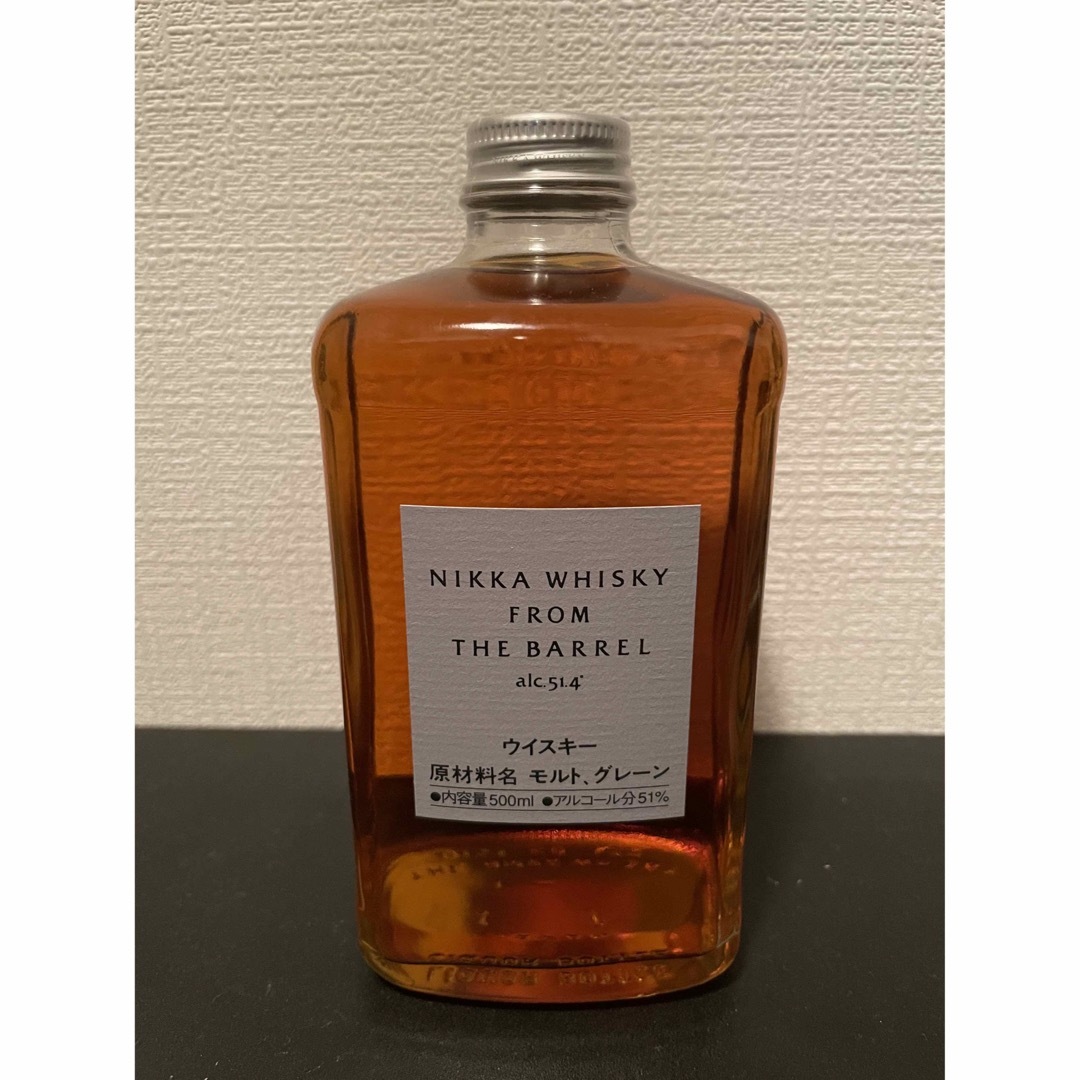 NIKKA WHISKY
FROM
THE BARREL
alc.51.4°
ウイスキー
原材料名 モルト、グレーン
●内容量500ml ●アルコール分51%